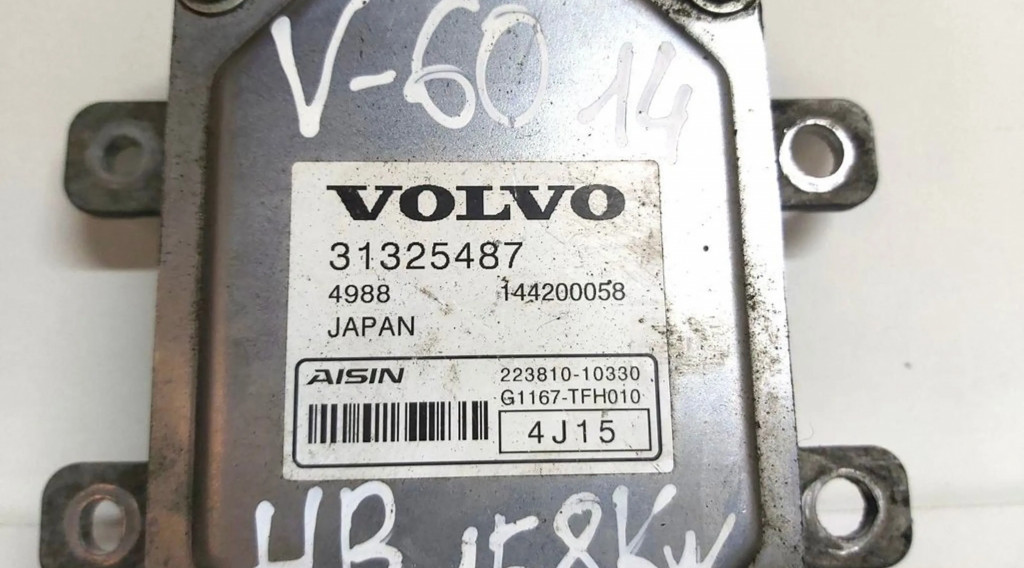 V-60 14
VOLVO
31325487
4988 144200058
JAPAN
AISIN 223810-10330
G1167-TFH010
4J15
HB 158Kw